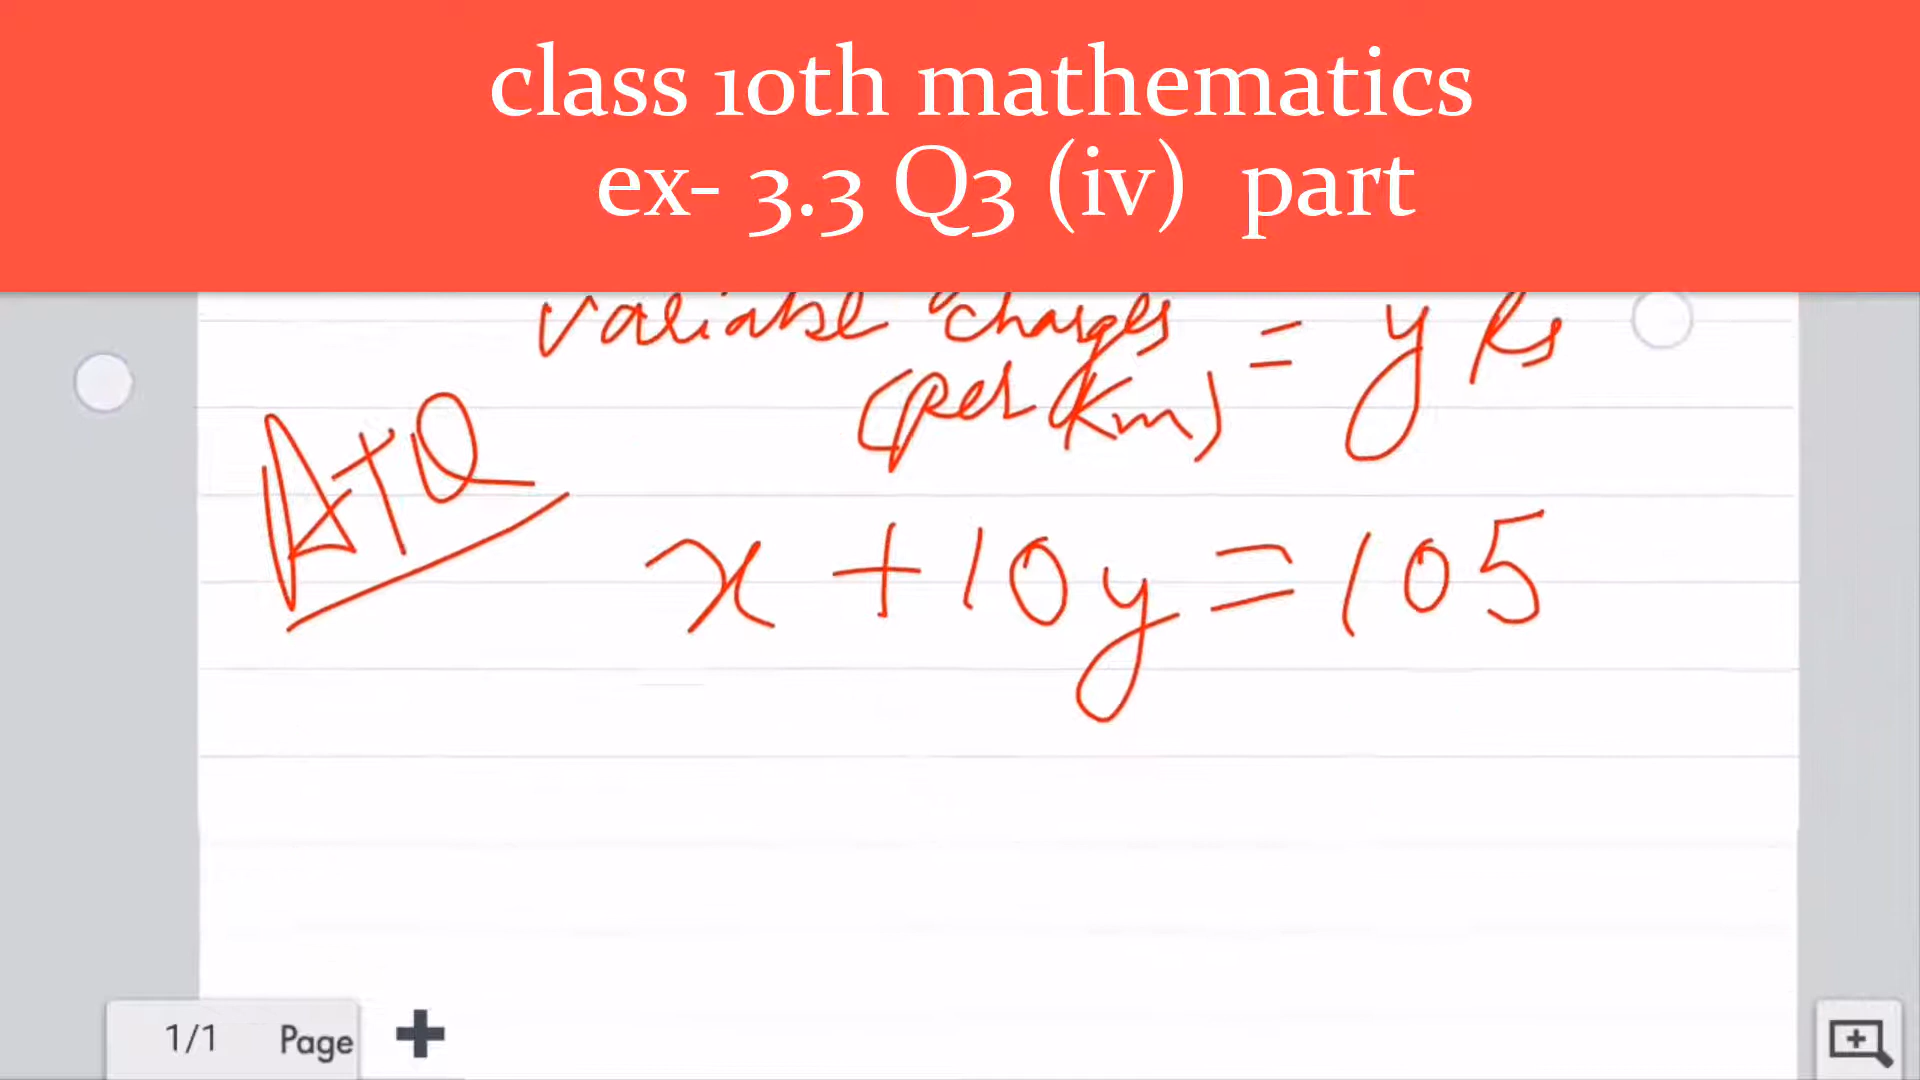 class 10th mathematics
ex- 3.3 Q3 (iv) part
variable charges = y Rs
(per Km)
ATQ
x + 10y = 105
1/1 Page